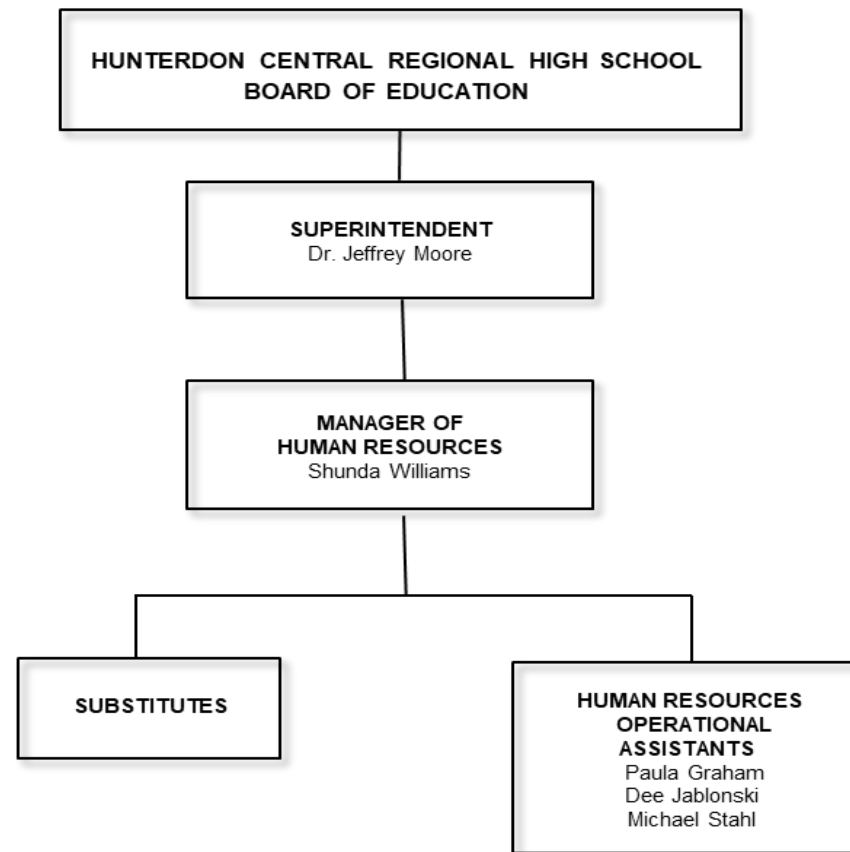 HUNTERDON CENTRAL REGIONAL HIGH SCHOOL
BOARD OF EDUCATION
SUPERINTENDENT
Dr. Jeffrey Moore
MANAGER OF
HUMAN RESOURCES
Shunda Williams
SUBSTITUTES
HUMAN RESOURCES
OPERATIONAL
ASSISTANTS
Paula Graham
Dee Jablonski
Michael Stahl